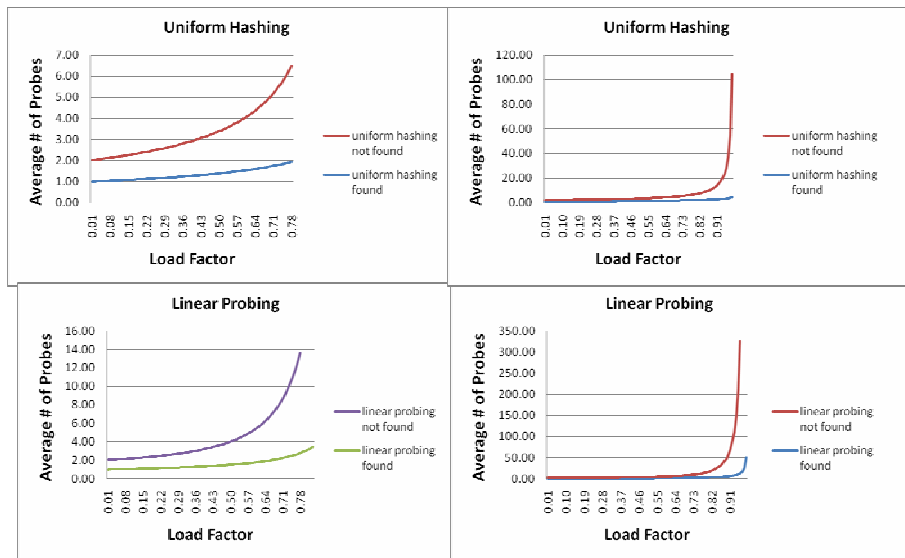 Uniform Hashing
Average # of Probes
7.00
6.00
5.00
4.00
3.00
2.00
1.00
0.00
0.01 0.08 0.15 0.22 0.29 0.36 0.43 0.50 0.57 0.64 0.71 0.78
Load Factor
uniform hashing
not found
uniform hashing
found
Uniform Hashing
Average # of Probes
120.00
100.00
80.00
60.00
40.00
20.00
0.00
0.01 0.10 0.19 0.28 0.37 0.46 0.55 0.64 0.73 0.82 0.91
Load Factor
uniform hashing
not found
uniform hashing
found
Linear Probing
Average # of Probes
16.00
14.00
12.00
10.00
8.00
6.00
4.00
2.00
0.00
0.01 0.08 0.15 0.22 0.29 0.36 0.43 0.50 0.57 0.64 0.71 0.78
Load Factor
linear probing
not found
linear probing
found
Linear Probing
Average # of Probes
350.00
300.00
250.00
200.00
150.00
100.00
50.00
0.00
0.01 0.10 0.19 0.28 0.37 0.46 0.55 0.64 0.73 0.82 0.91
Load Factor
linear probing
not found
linear probing
found